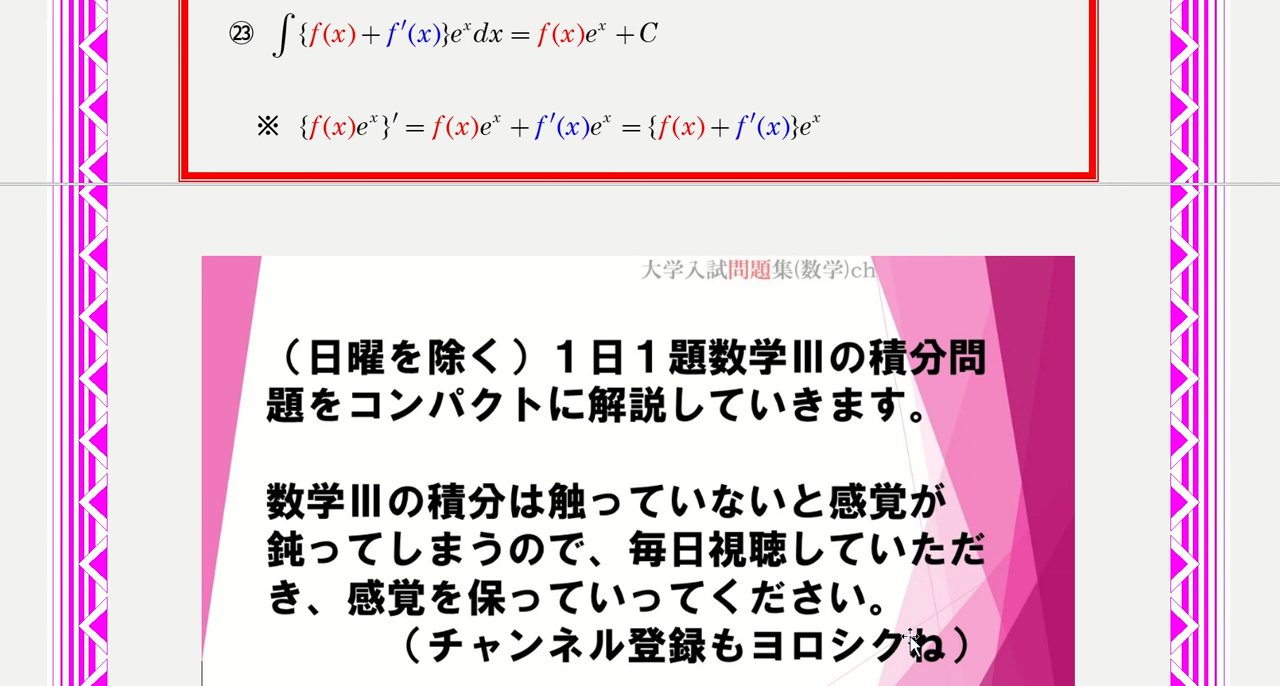 ㉓ ∫{f(x)+f′(x)}eˣdx=f(x)eˣ+C
※ {f(x)eˣ}′=f(x)eˣ+f′(x)eˣ={f(x)+f′(x)}eˣ
大学入試問題集(数学)ch
（日曜を除く）１日１題数学Ⅲの積分問
題をコンパクトに解説していきます。
数学Ⅲの積分は触っていないと感覚が
鈍ってしまうので、毎日視聴していただ
き、感覚を保っていってください。
（チャンネル登録もヨロシクね）